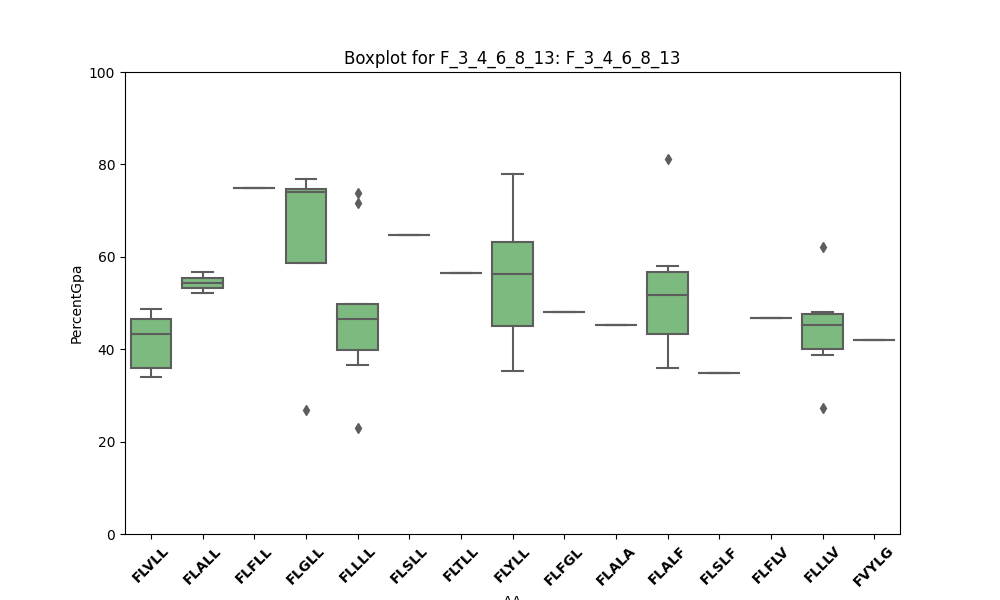 Boxplot for F_3_4_6_8_13: F_3_4_6_8_13
PercentGpa
100
80
60
40
20
0
FLVLL
FLALL
FLFLL
FLGLL
FLLLL
FLSLL
FLTLL
FLYLL
FLFGL
FLALA
FLALF
FLSLF
FLFLV
FLLLV
FVYLG
AA